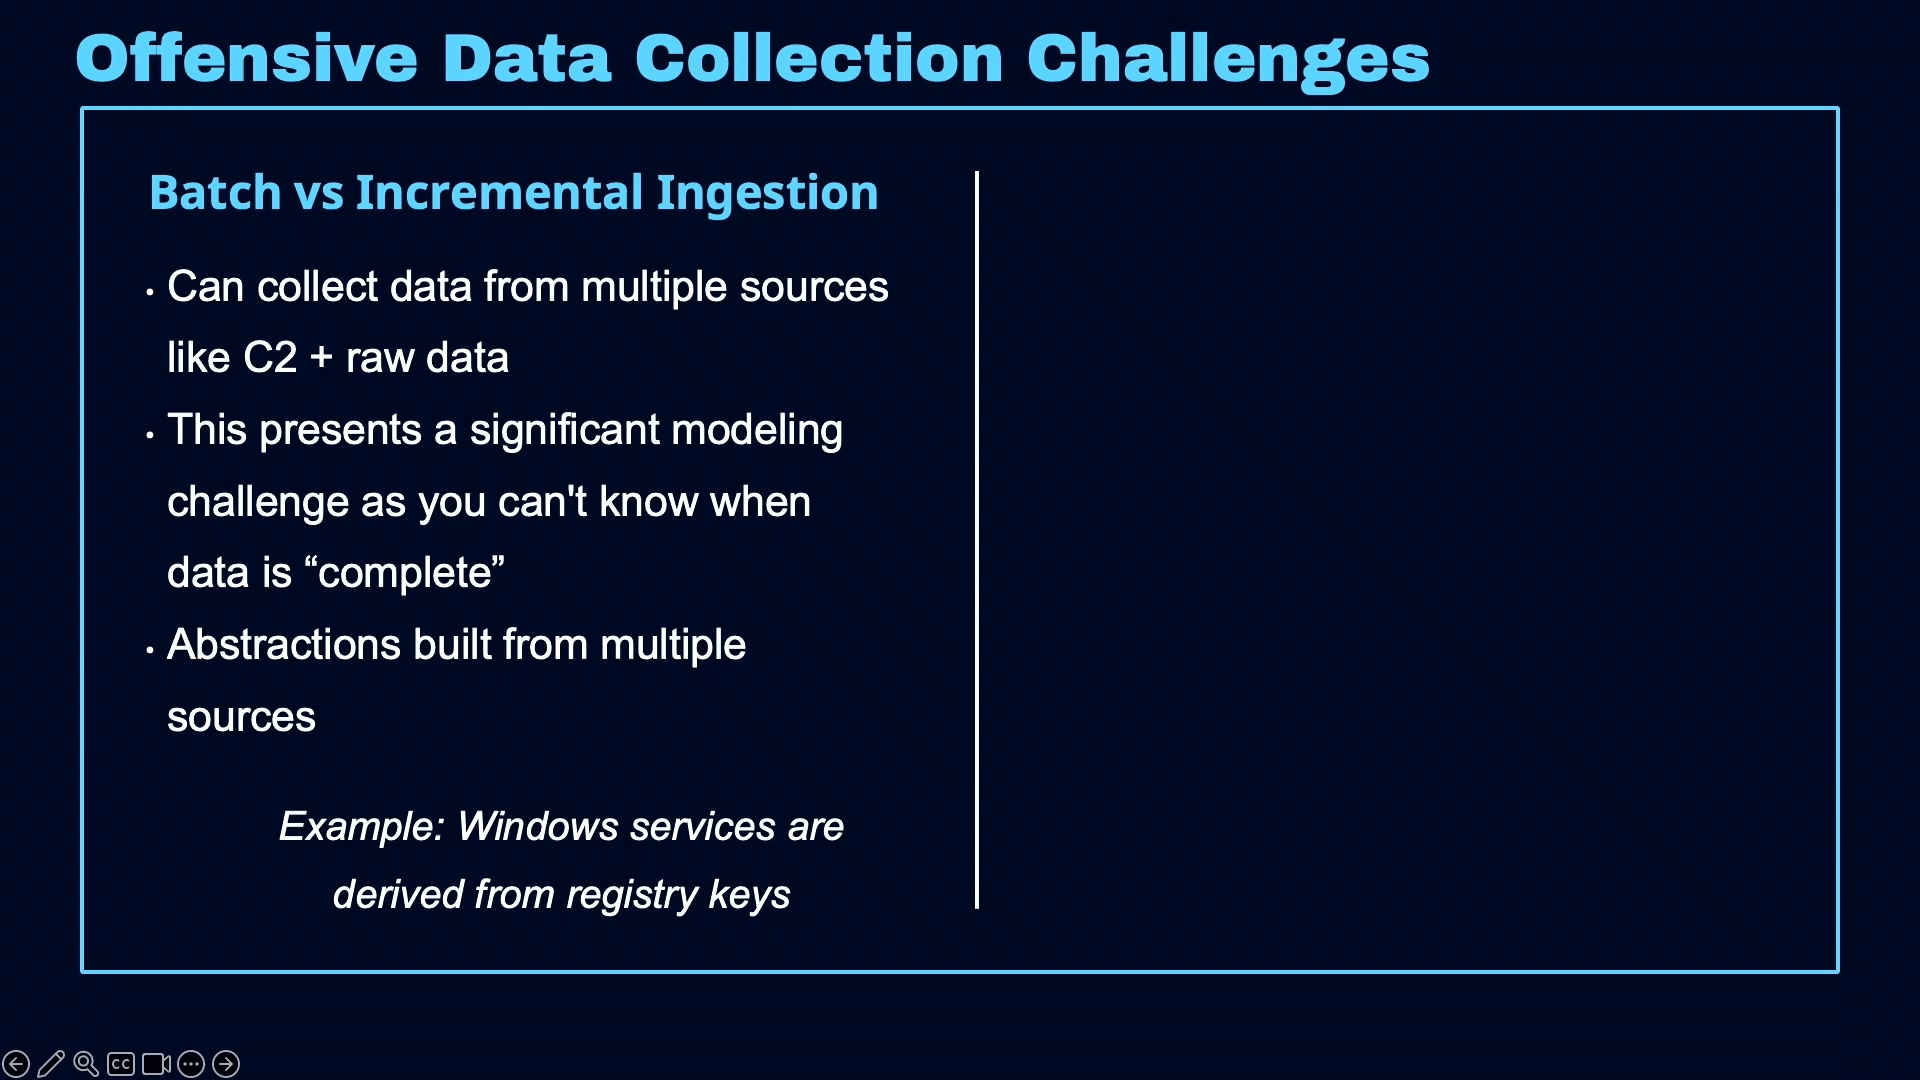 Offensive Data Collection Challenges
Batch vs Incremental Ingestion
• Can collect data from multiple sources
like C2 + raw data
• This presents a significant modeling
challenge as you can't know when
data is “complete”
• Abstractions built from multiple
sources
Example: Windows services are
derived from registry keys
CC